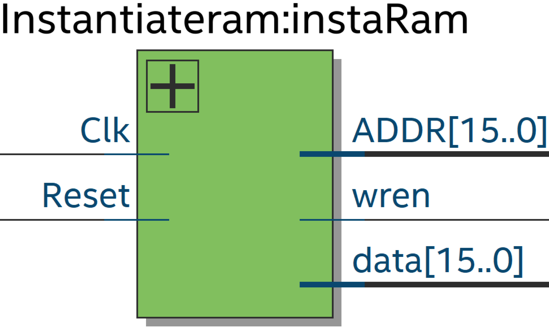 Instantiateram:instaRam
Clk
ADDR[15..0]
Reset
wren
data[15..0]